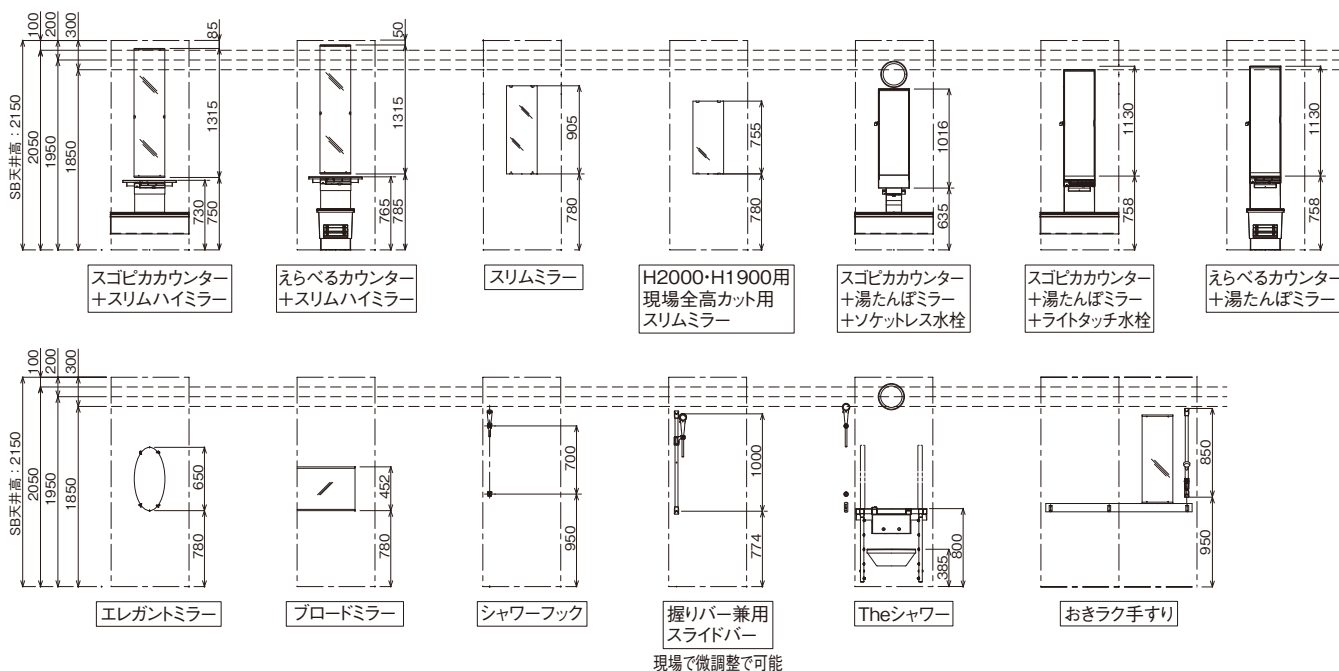 100
200
300
85
50
SB天井高：2150
2050
1950
1850
1315
730
750
1315
765
785
905
780
755
780
1016
635
1130
758
1130
758
スゴピカカウンター
＋スリムハイミラー
えらべるカウンター
＋スリムハイミラー
スリムミラー
H2000・H1900用
現場全高カット用
スリムミラー
スゴピカカウンター
＋湯たんぽミラー
＋ソケットレス水栓
スゴピカカウンター
＋湯たんぽミラー
＋ライトタッチ水栓
えらべるカウンター
＋湯たんぽミラー
100
200
300
SB天井高：2150
2050
1950
1850
650
780
452
780
700
950
1000
774
385
800
850
950
エレガントミラー
ブロードミラー
シャワーフック
握りバー兼用
スライドバー
現場で微調整で可能
Theシャワー
おきラク手すり